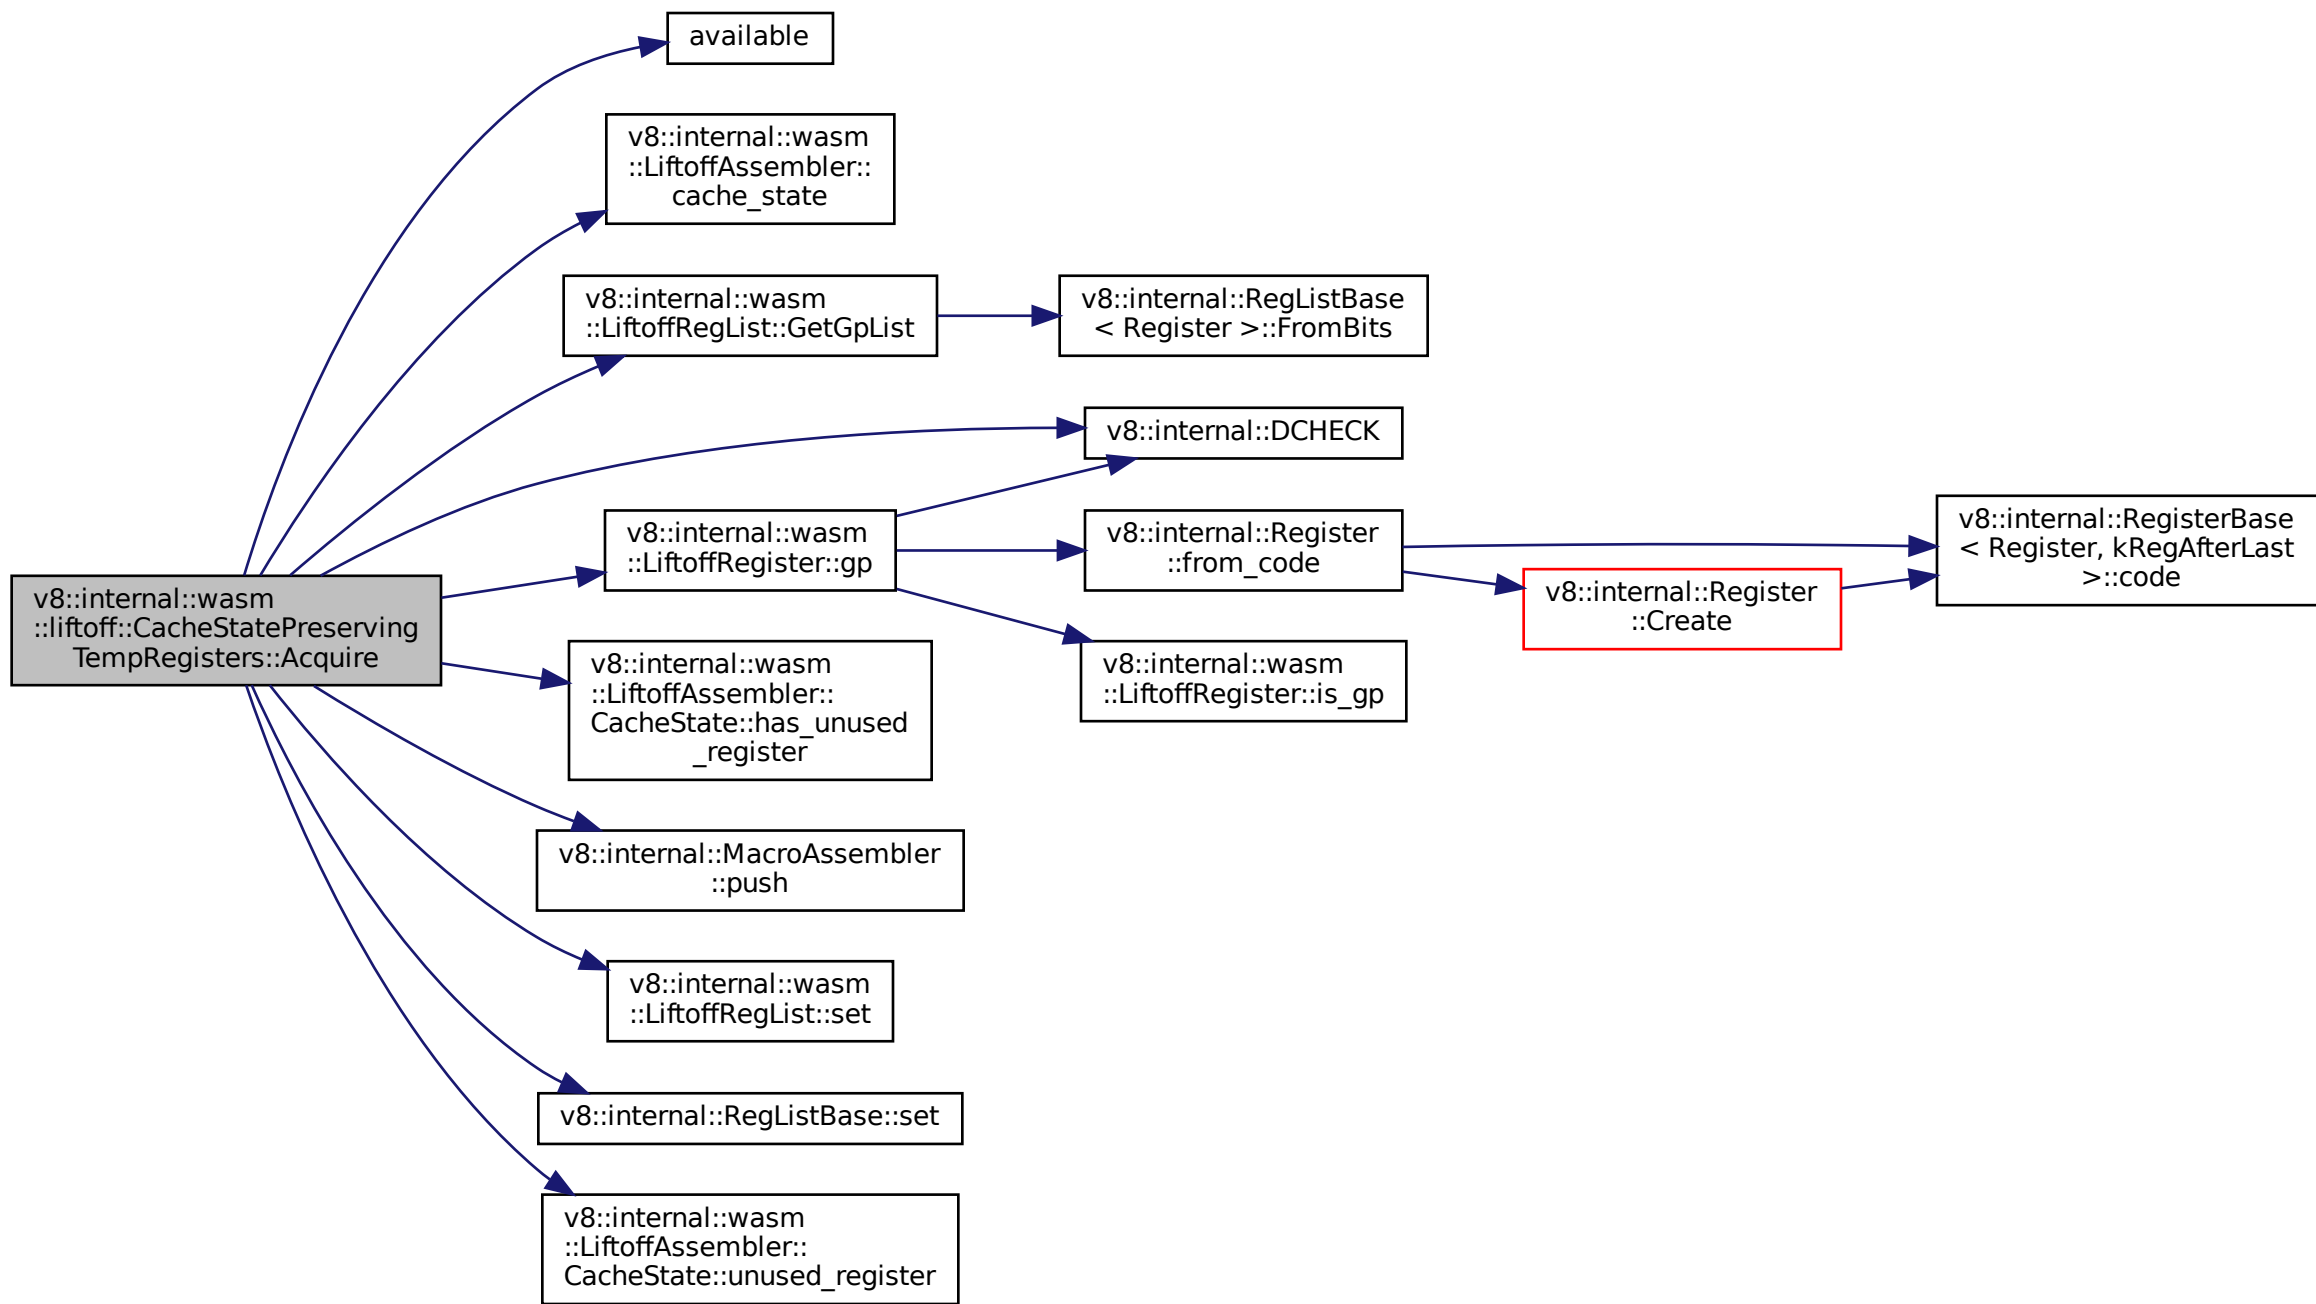 available
v8::internal::wasm
::LiftoffAssembler::
cache_state
v8::internal::wasm
::LiftoffRegList::GetGpList
v8::internal::RegListBase
< Register >::FromBits
v8::internal::DCHECK
v8::internal::wasm
::LiftoffRegister::gp
v8::internal::Register
::from_code
v8::internal::RegisterBase
< Register, kRegAfterLast
>::code
v8::internal::Register
::Create
v8::internal::wasm
::liftoff::CacheStatePreserving
TempRegisters::Acquire
v8::internal::wasm
::LiftoffRegister::is_gp
v8::internal::wasm
::LiftoffAssembler::
CacheState::has_unused
_register
v8::internal::MacroAssembler
::push
v8::internal::wasm
::LiftoffRegList::set
v8::internal::RegListBase::set
v8::internal::wasm
::LiftoffAssembler::
CacheState::unused_register